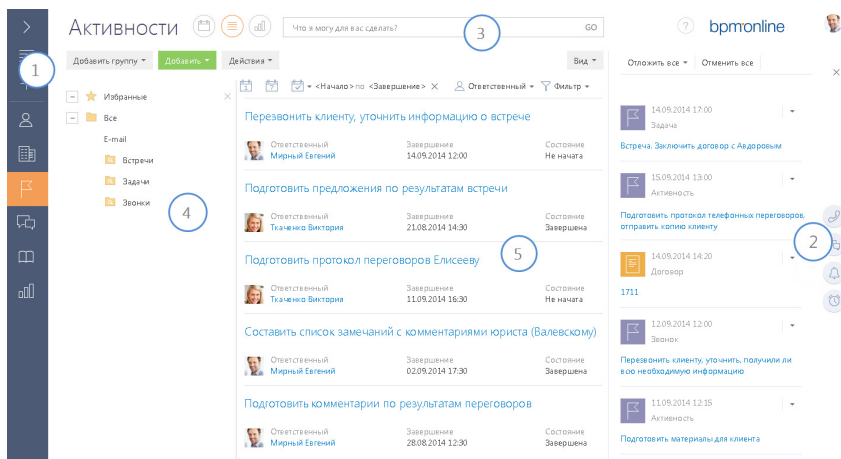 Активности
Что я могу для вас сделать?
GO
?
bpmonline
1
3
Добавить группу
Добавить
Действия
Вид
Отложить все
Отменить все
Избранные
Все
E-mail
Встречи
Задачи
Звонки
4
<Начало> по <Завершение>
Ответственный
Фильтр
Перезвонить клиенту, уточнить информацию о встрече
Ответственный
Завершение
Состояние
Мирный Евгений
14.09.2014 12:00
Не начата
Подготовить предложения по результатам встречи
Ответственный
Завершение
Состояние
Ткаченко Виктория
21.08.2014 14:30
Завершена
5
Подготовить протокол переговоров Елисееву
Ответственный
Завершение
Состояние
Ткаченко Виктория
11.09.2014 16:30
Не начата
Составить список замечаний с комментариями юриста (Валевскому)
Ответственный
Завершение
Состояние
Мирный Евгений
02.09.2014 17:30
Завершена
Подготовить комментарии по результатам переговоров
Ответственный
Завершение
Состояние
Мирный Евгений
28.08.2014 12:30
Завершена
14.09.2014 17:00
Задача
Встреча. Заключить договор с Авдоровым
15.09.2014 13:00
Активность
Подготовить протокол телефонных переговоров,
отправить копию клиенту
2
14.09.2014 14:20
Договор
1711
12.09.2014 12:00
Звонок
Перезвонить клиенту, уточнить, получили ли
всю необходимую информацию
11.09.2014 12:15
Активность
Подготовить материалы для клиента